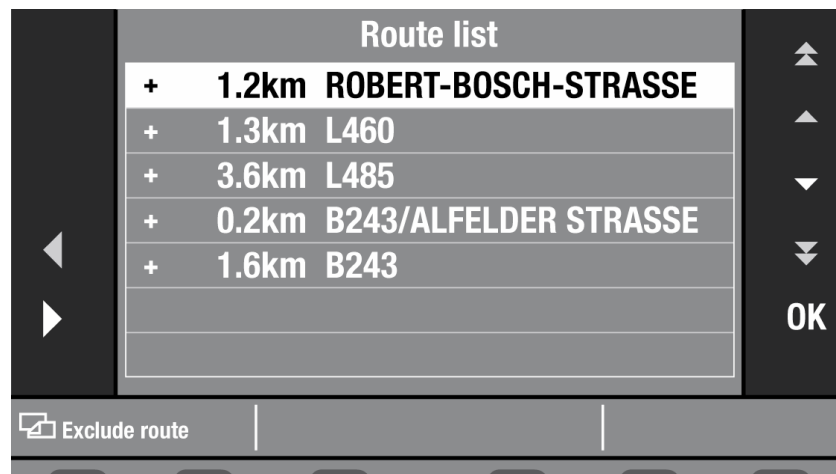 Route list
+ 1.2km ROBERT-BOSCH-STRASSE
+ 1.3km L460
+ 3.6km L485
+ 0.2km B243/ALFELDER STRASSE
+ 1.6km B243
OK
Exclude route